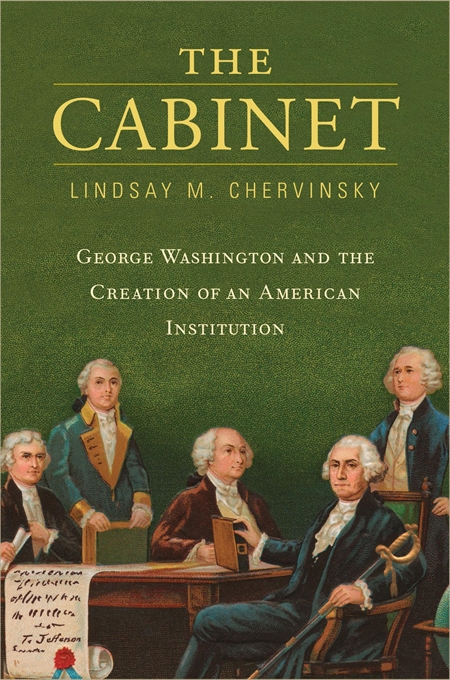 THE
CABINET
LINDSAY M. CHERVINSKY
GEORGE WASHINGTON AND THE
CREATION OF AN AMERICAN
INSTITUTION
To Jefferson